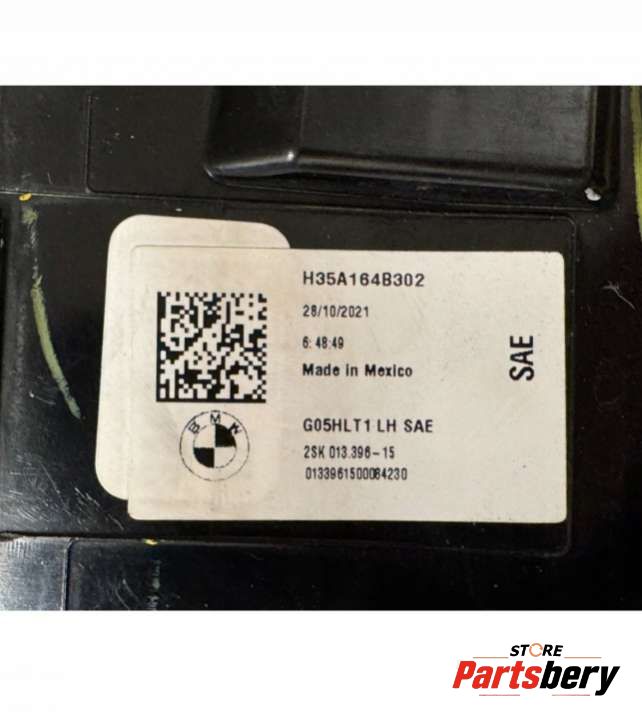 H35A164B302
28/10/2021
6:48:49
Made in Mexico
SAE
BMW
G05HLT1 LH SAE
2SK 013.396-15
0133961500084230
STORE
Partsbery